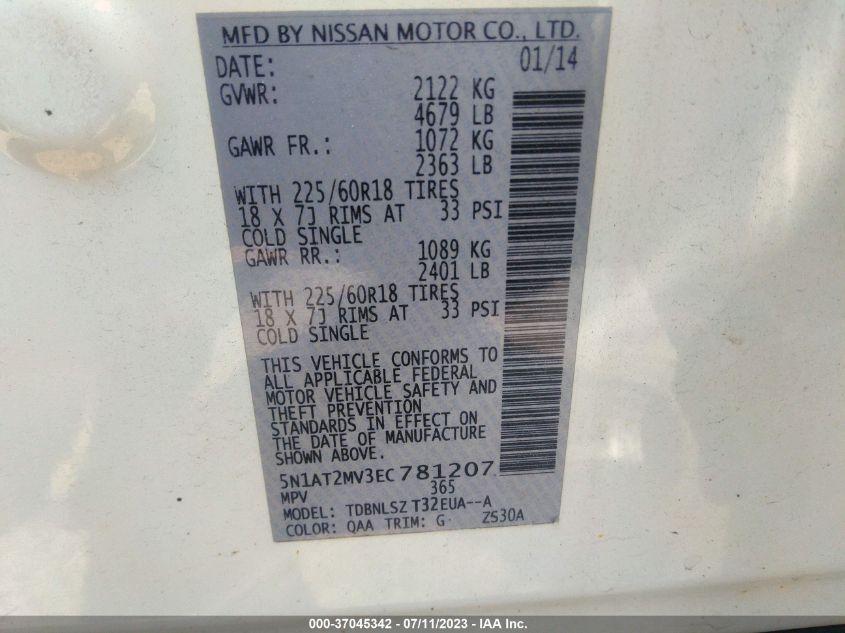 MFD BY NISSAN MOTOR CO., LTD.
DATE: 01/14
GVWR: 2122 KG
4679 LB
GAWR FR.: 1072 KG
2363 LB
WITH 225/60R18 TIRES
18 X 7J RIMS AT 33 PSI
COLD SINGLE
GAWR RR.: 1089 KG
2401 LB
WITH 225/60R18 TIRES
18 X 7J RIMS AT 33 PSI
COLD SINGLE
THIS VEHICLE CONFORMS TO
ALL APPLICABLE FEDERAL
MOTOR VEHICLE SAFETY AND
THEFT PREVENTION
STANDARDS IN EFFECT ON
THE DATE OF MANUFACTURE
SHOWN ABOVE.
5N1AT2MV3EC781207
MPV 365
MODEL: TDBNLSZ T32EUA--A
COLOR: QAA TRIM: G ZS30A
000-37045342 - 07/11/2023 - IAA Inc.